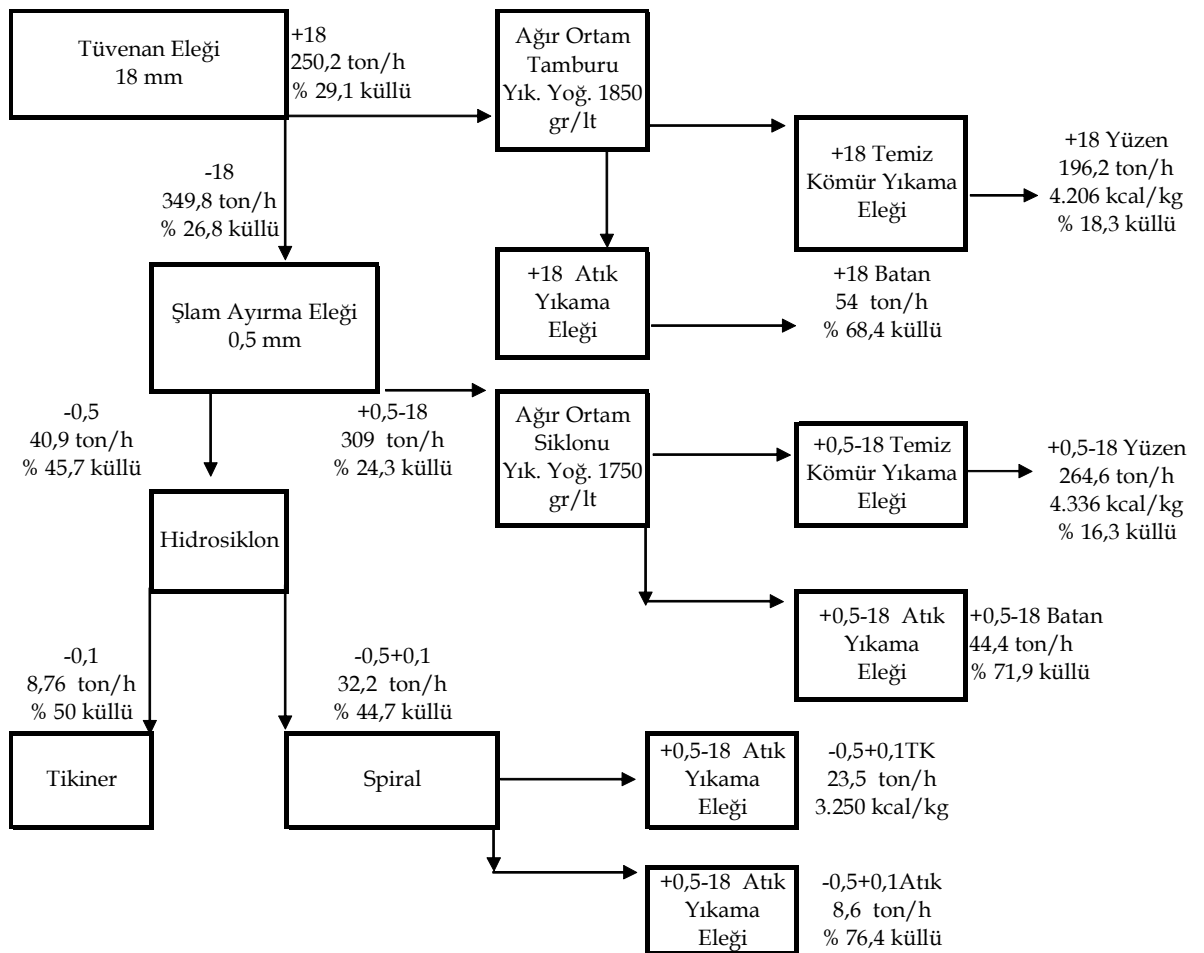 Tüvenan Eleği
18 mm
+18
250,2 ton/h
% 29,1 küllü
Ağır Ortam
Tamburu
Yık. Yoğ. 1850
gr/lt
+18 Temiz
Kömür Yıkama
Eleği
+18 Yüzen
196,2 ton/h
4.206 kcal/kg
% 18,3 küllü
-18
349,8 ton/h
% 26,8 küllü
+18 Atık
Yıkama
Eleği
+18 Batan
54 ton/h
% 68,4 küllü
Şlam Ayırma Eleği
0,5 mm
-0,5
40,9 ton/h
% 45,7 küllü
+0,5-18
309 ton/h
% 24,3 küllü
Ağır Ortam
Siklonu
Yık. Yoğ. 1750
gr/lt
+0,5-18 Temiz
Kömür Yıkama
Eleği
+0,5-18 Yüzen
264,6 ton/h
4.336 kcal/kg
% 16,3 küllü
Hidrosiklon
+0,5-18 Atık
Yıkama
Eleği
+0,5-18 Batan
44,4 ton/h
% 71,9 küllü
-0,1
8,76 ton/h
% 50 küllü
-0,5+0,1
32,2 ton/h
% 44,7 küllü
Tikiner
Spiral
+0,5-18 Atık
Yıkama
Eleği
-0,5+0,1TK
23,5 ton/h
3.250 kcal/kg
+0,5-18 Atık
Yıkama
Eleği
-0,5+0,1Atık
8,6 ton/h
% 76,4 küllü